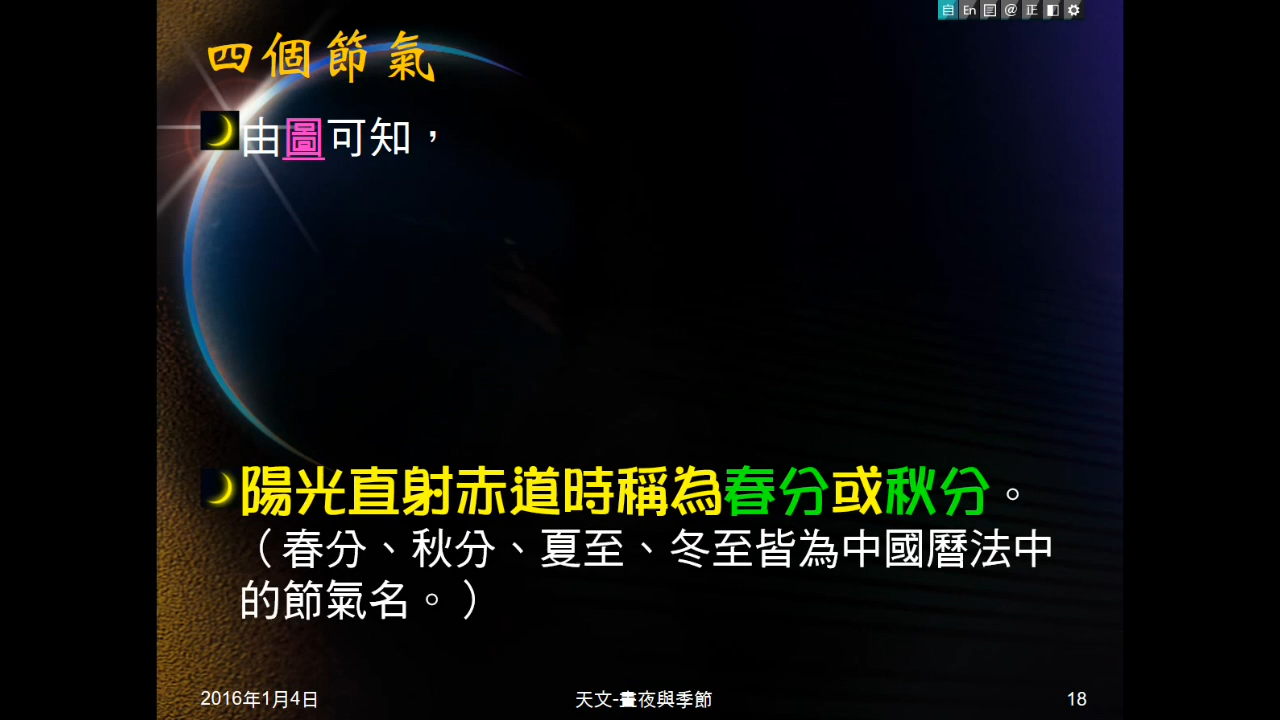 自 En @ 正
四個節氣
由圖可知，
陽光直射赤道時稱為春分或秋分。
（春分、秋分、夏至、冬至皆為中國曆法中
的節氣名。）
2016年1月4日 天文-晝夜與季節 18